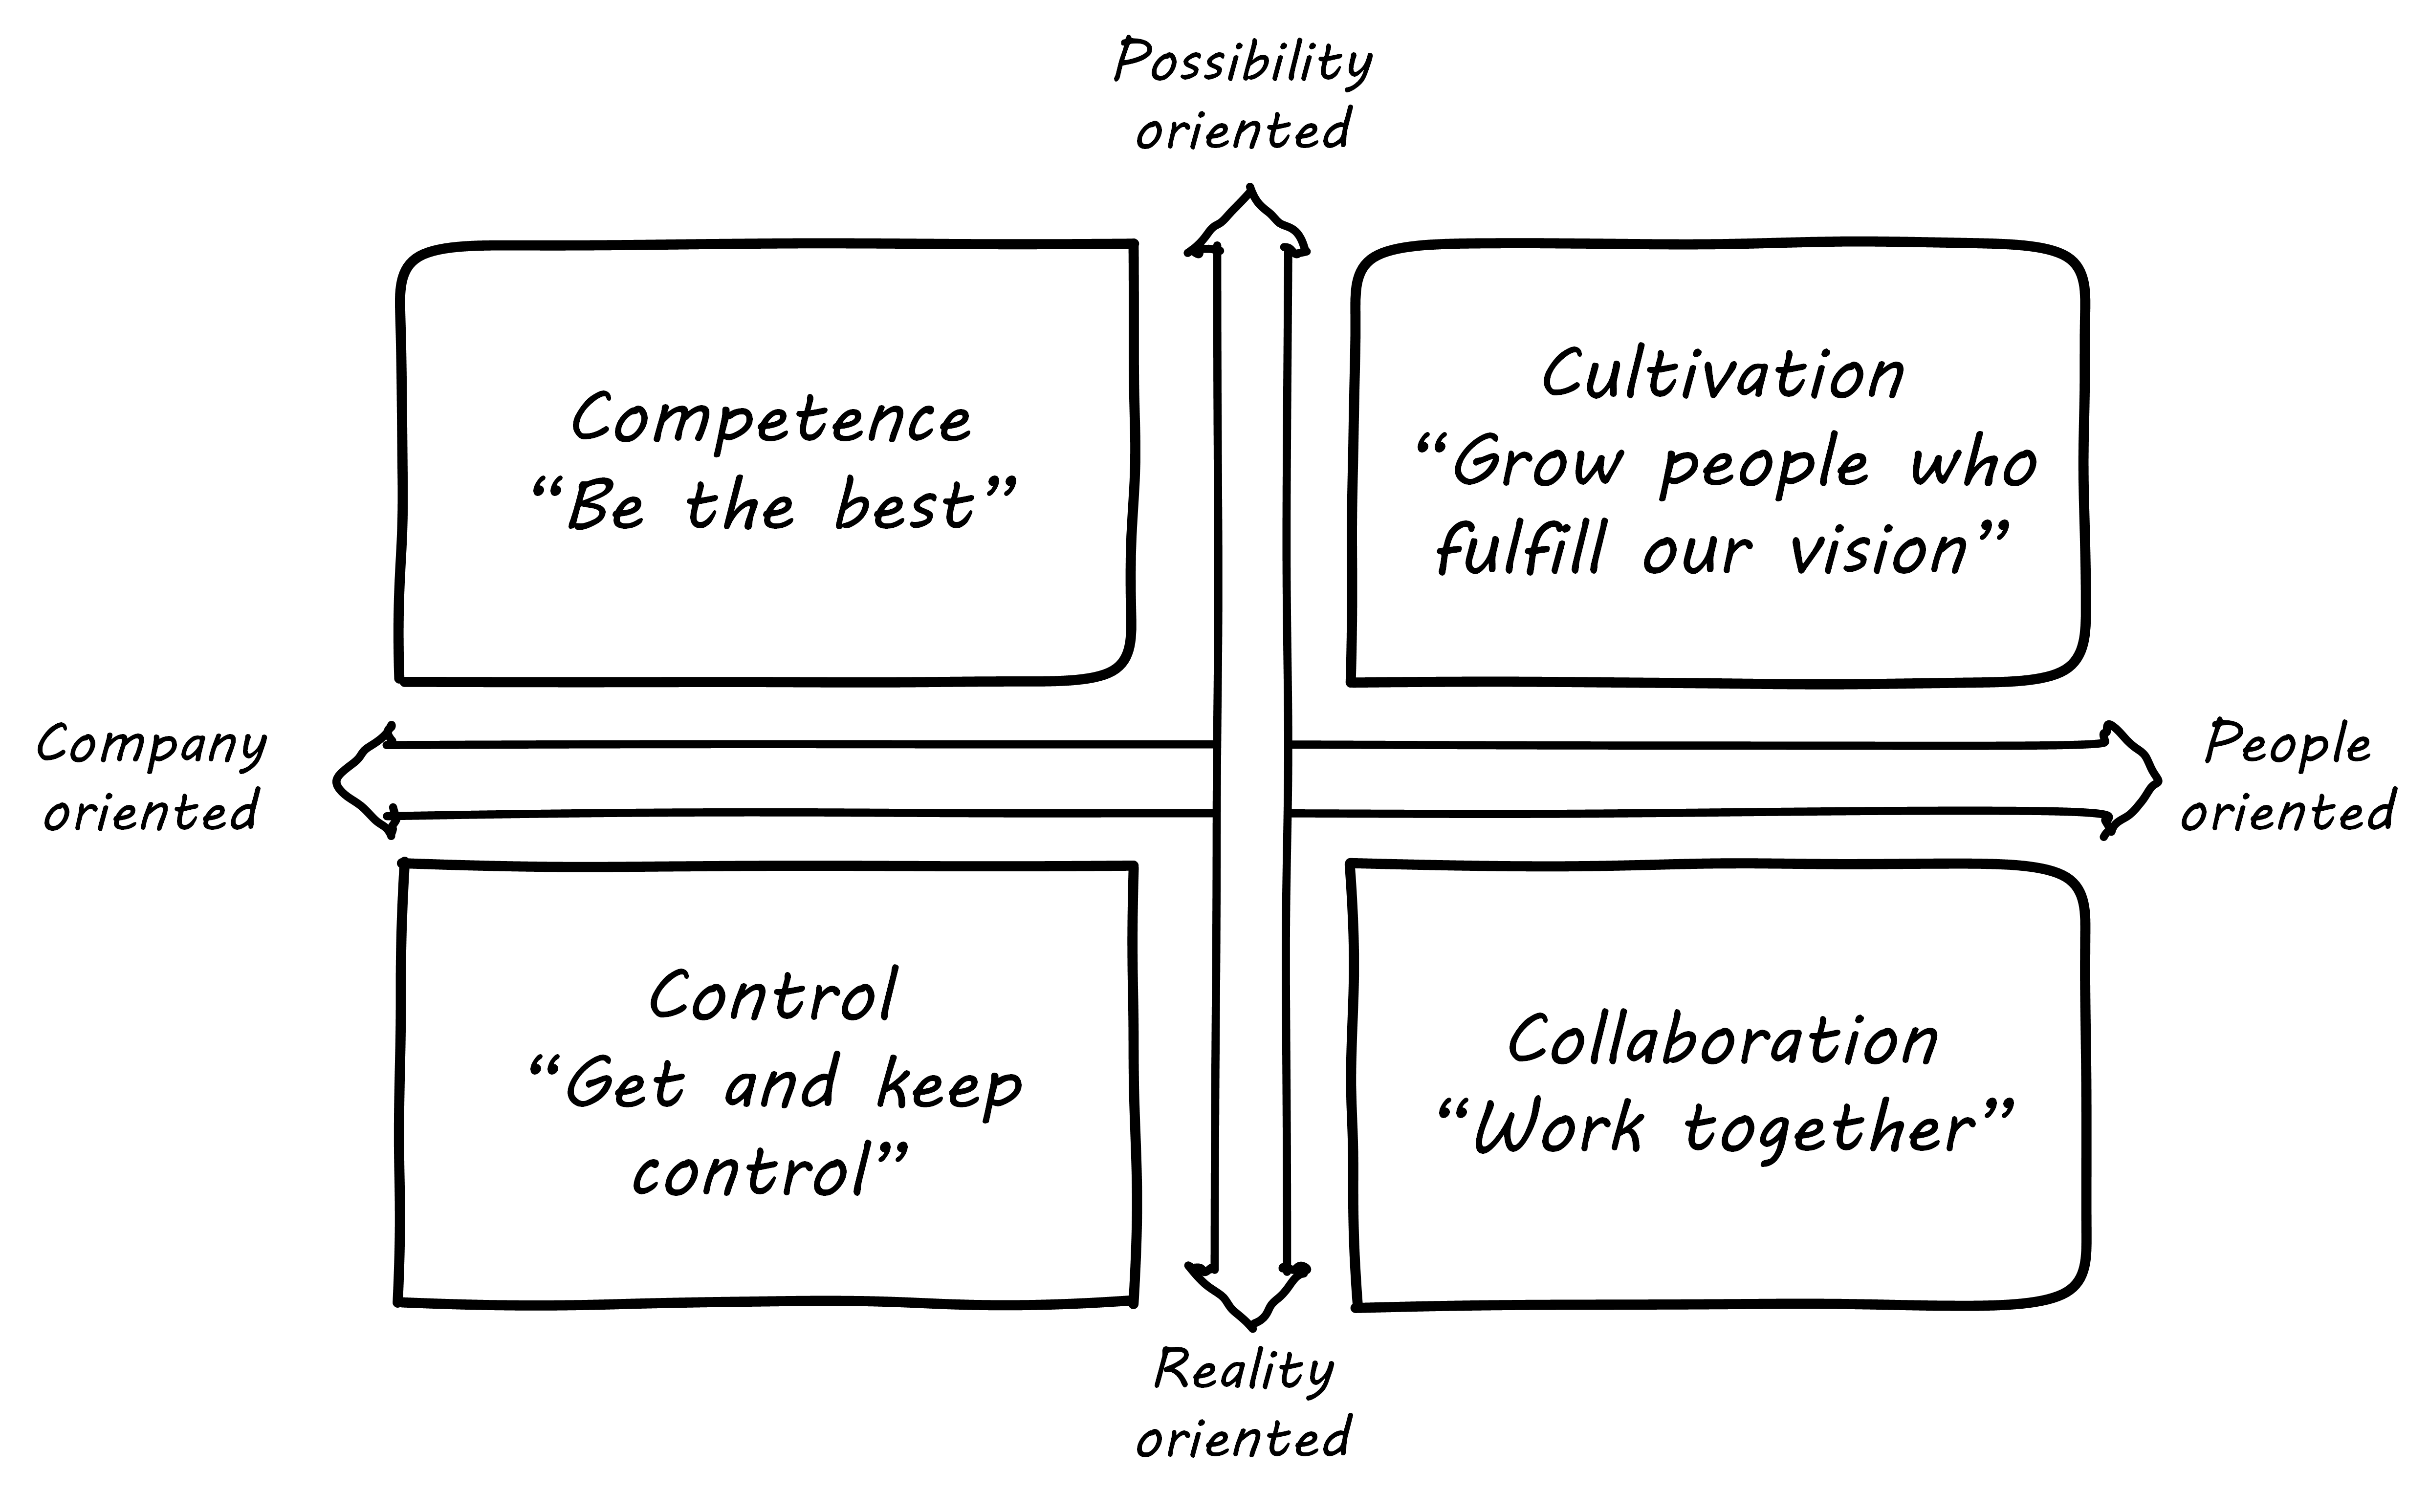 Possibility
oriented
Competence
“Be the best”
Cultivation
“Grow people who
fulfill our vision”
Company
oriented
People
oriented
Control
“Get and keep
control”
Collaboration
“Work together”
Reality
oriented